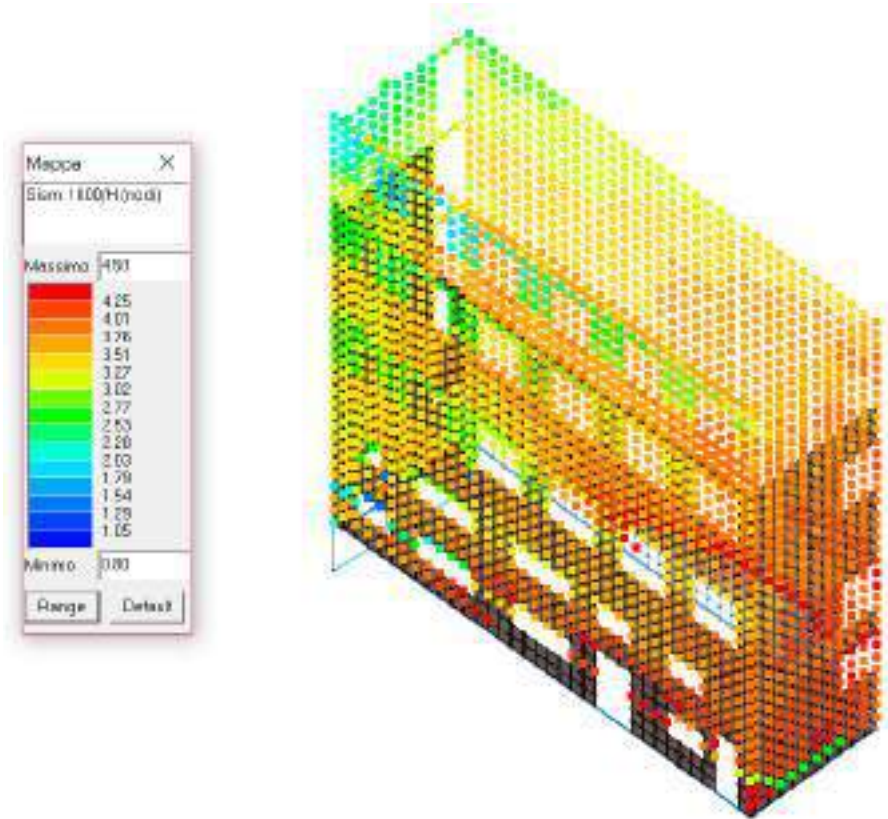 Mappa
Sism. 1000/H (nodi)
Massimo 4.50
4.25
4.01
3.76
3.51
3.27
3.02
2.77
2.53
2.28
2.03
1.79
1.54
1.29
1.05
Minimo 0.80
Range Default